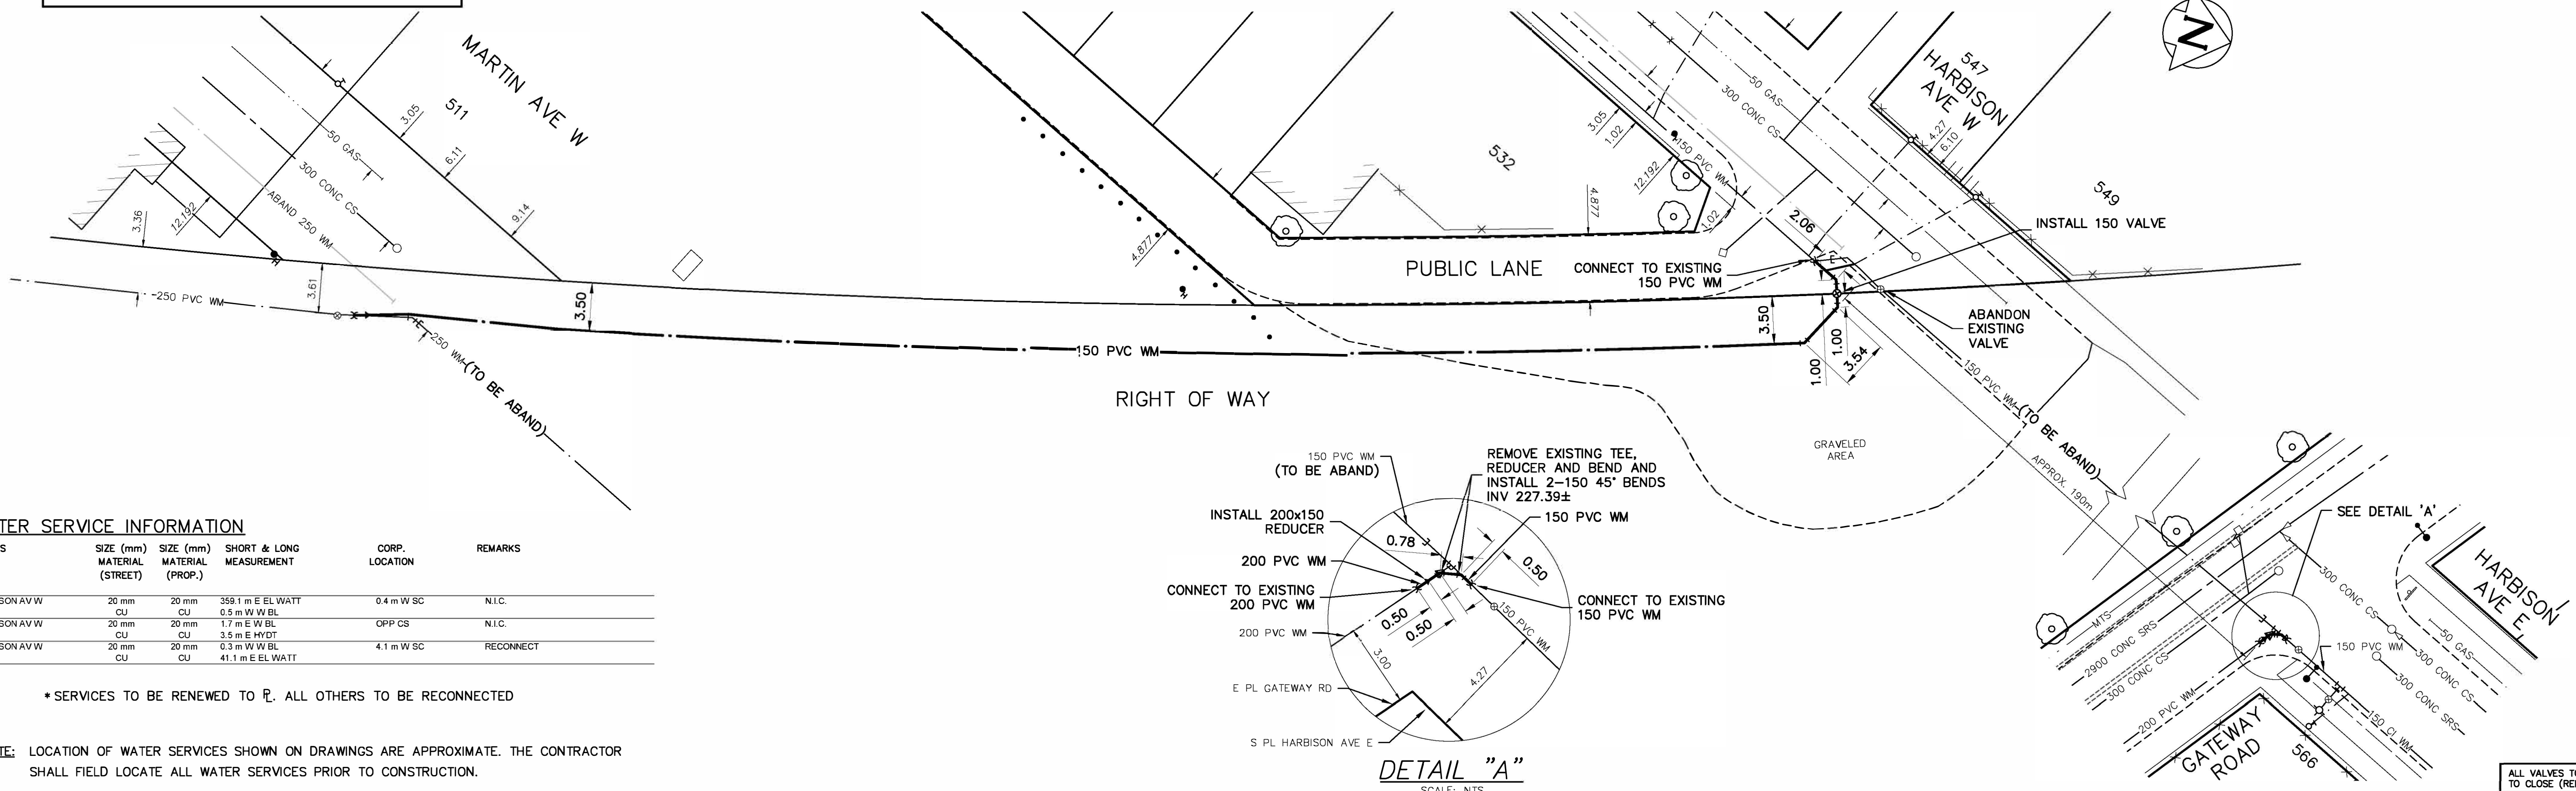 N
MARTIN AVE W
511
3.05
6.11
9.14
50 GAS
300 CONC CS
ABAND 250 WM
12.192
3.36
3.61
250 PVC WM
250 WM (TO BE ABAND)
3.50
4.877
150 PVC WM
RIGHT OF WAY
PUBLIC LANE
532
4.877
3.05
1.02
12.192
150 PVC WM
1.02
50 GAS
300 CONC CS
547
HARBISON
AVE W
4.27
6.10
549
2.06
INSTALL 150 VALVE
CONNECT TO EXISTING
150 PVC WM
3.50
1.00
1.00
3.54
ABANDON
EXISTING
VALVE
150 PVC WM (TO BE ABAND)
APPROX. 190m
GRAVELED
AREA
150 PVC WM
(TO BE ABAND)
REMOVE EXISTING TEE,
REDUCER AND BEND AND
INSTALL 2-150 45° BENDS
INV 227.39±
INSTALL 200x150
REDUCER
150 PVC WM
0.78
0.50
200 PVC WM
CONNECT TO EXISTING
200 PVC WM
CONNECT TO EXISTING
150 PVC WM
0.50
0.50
150 PVC WM
200 PVC WM
3.00
4.27
E PL GATEWAY RD
S PL HARBISON AVE E
DETAIL "A"
SCALE: NTS
SEE DETAIL 'A'
MTS
2900 CONC SRS
300 CONC CS
200 PVC WM
300 CONC CS
150 PVC WM
50 GAS
300 CONC CS
300 CONC SRS
150 CI WM
HARBISON
AVE E
GATEWAY
ROAD
566
TER SERVICE INFORMATION
S SIZE (mm) SIZE (mm) SHORT & LONG CORP. REMARKS
MATERIAL MATERIAL MEASUREMENT LOCATION
(STREET) (PROP.)
SON AV W 20 mm 20 mm 359.1 m E EL WATT 0.4 m W SC N.I.C.
CU CU 0.5 m W W BL
SON AV W 20 mm 20 mm 1.7 m E W BL OPP CS N.I.C.
CU CU 3.5 m E HYDT
SON AV W 20 mm 20 mm 0.3 m W W BL 4.1 m W SC RECONNECT
CU CU 41.1 m E EL WATT
* SERVICES TO BE RENEWED TO ⅊. ALL OTHERS TO BE RECONNECTED
TE: LOCATION OF WATER SERVICES SHOWN ON DRAWINGS ARE APPROXIMATE. THE CONTRACTOR
SHALL FIELD LOCATE ALL WATER SERVICES PRIOR TO CONSTRUCTION.
ALL VALVES T
TO CLOSE (RE